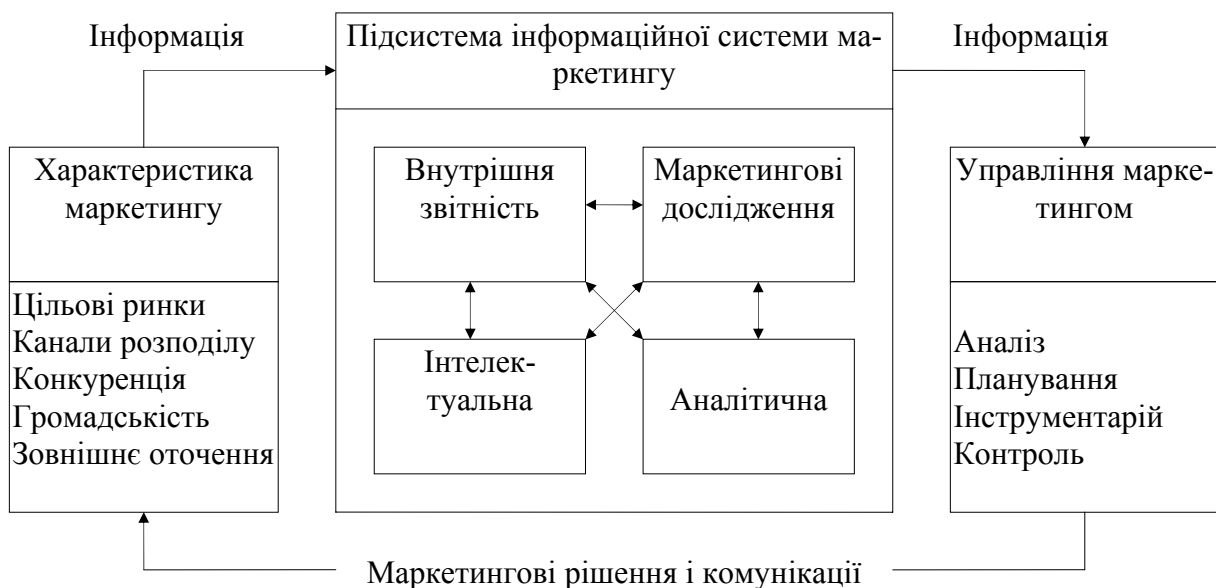 Інформація
Підсистема інформаційної системи ма-
ркетингу
Інформація
Характеристика
маркетингу
Цільові ринки
Канали розподілу
Конкуренція
Громадськість
Зовнішнє оточення
Внутрішня
звітність
Маркетингові
дослідження
Інтелек-
туальна
Аналітична
Управління марке-
тингом
Аналіз
Планування
Інструментарій
Контроль
Маркетингові рішення і комунікації